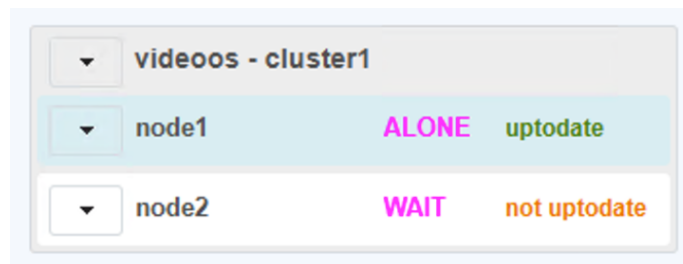 videoos - cluster1
node1 ALONE uptodate
node2 WAIT not uptodate